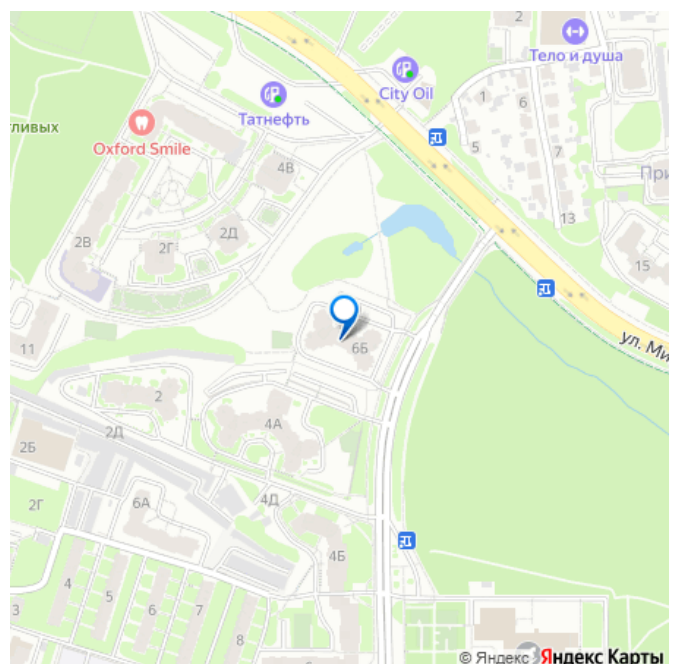 2
Тело и душа
City Oil
1
6
Татнефть
тливых
Oxford Smile
5
7
4В
При
13
2В
2Г
2Д
15
11
6Б
ул. Ми
2
4А
2Д
2Б
2Г
6А
4Д
4Б
4
5
6
7
3
8
© Яндекс Яндекс Карты